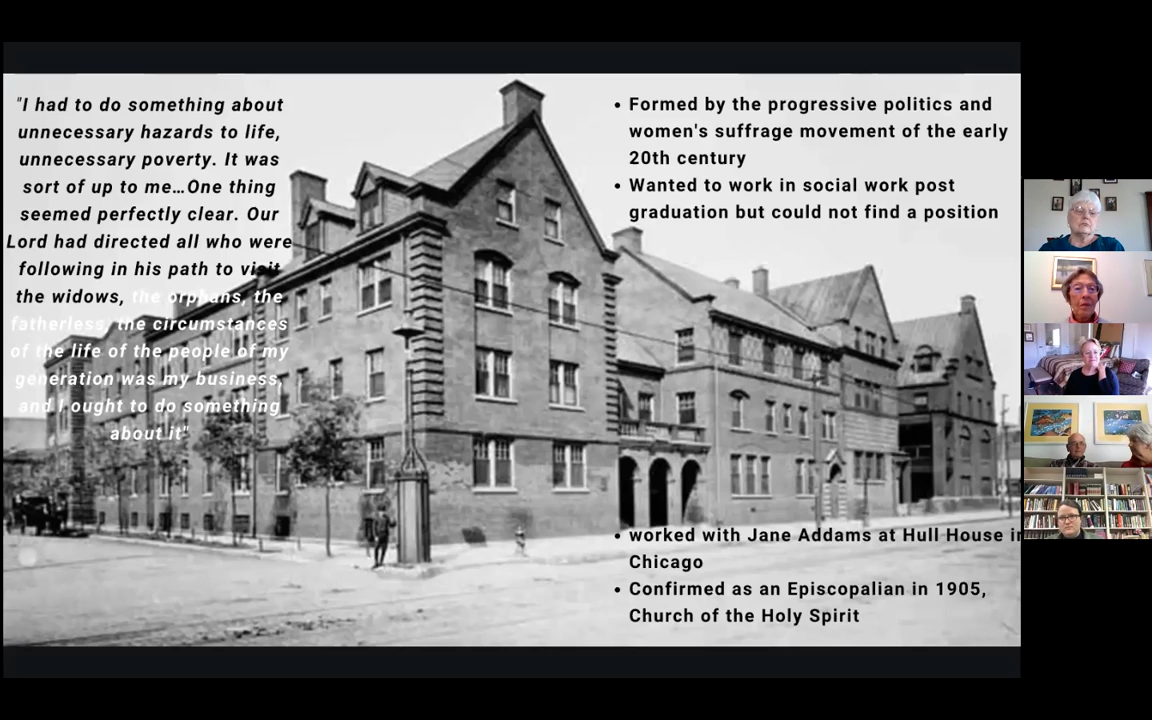 "I had to do something about
unnecessary hazards to life,
unnecessary poverty. It was
sort of up to me…One thing
seemed perfectly clear. Our
Lord had directed all who were
following in his path to visit
the widows, the orphans, the
fatherless, the circumstances
of the life of the people of my
generation was my business,
and I ought to do something
about it"
• Formed by the progressive politics and
women's suffrage movement of the early
20th century
• Wanted to work in social work post
graduation but could not find a position
• worked with Jane Addams at Hull House in
Chicago
• Confirmed as an Episcopalian in 1905,
Church of the Holy Spirit